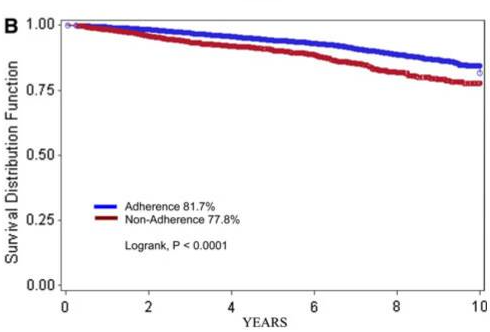 B
1.00
0.75
0.50
0.25
0.00
Survival Distribution Function
Adherence 81.7%
Non-Adherence 77.8%
Logrank, P < 0.0001
0 2 4 6 8 10
YEARS